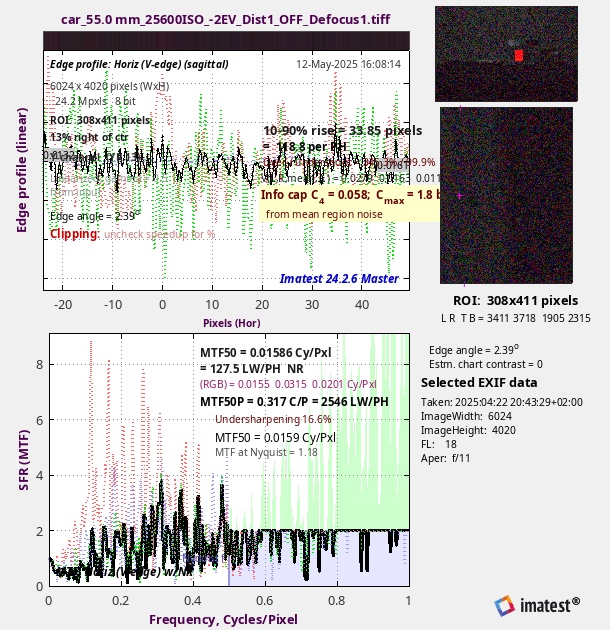 car_55.0 mm_25600ISO_-2EV_Dist1_OFF_Defocus1.tiff
Edge profile: Horiz (V-edge) (sagittal)
12-May-2025 16:08:14
6024 x 4020 pixels (WxH)
24.2 Mpxls 8 bit
ROI: 308x411 pixels
13% right of ctr
10-90% rise = 33.85 pixels
= 118.8 per PH
Info cap C4 = 0.058; Cmax = 1.8 b
from mean region noise
Edge angle = 2.39o
Clipping: uncheck speedup for %
Imatest 24.2.6 Master
Edge profile (linear)
-20 -10 0 10 20 30 40
Pixels (Hor)
ROI: 308x411 pixels
L R T B = 3411 3718 1905 2315
Edge angle = 2.39o
Estm. chart contrast = 0
Selected EXIF data
Taken: 2025:04:22 20:43:29+02:00
ImageWidth: 6024
ImageHeight: 4020
FL: 18
Aper: f/11
MTF50 = 0.01586 Cy/Pxl
= 127.5 LW/PH NR
(RGB) = 0.0155 0.0315 0.0201 Cy/Pxl
MTF50P = 0.317 C/P = 2546 LW/PH
Undersharpening 16.6%
MTF50 = 0.0159 Cy/Pxl
MTF at Nyquist = 1.18
SFR (MTF)
8
6
4
2
0
0 0.2 0.4 0.6 0.8 1
Frequency, Cycles/Pixel
imatest®